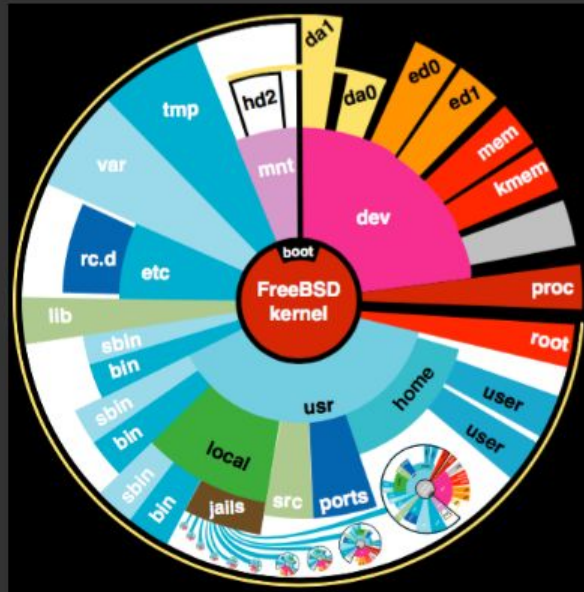 da1
ed0
ed1
da0
hd2
tmp
mem
kmem
mnt
var
dev
rc.d
etc
boot
FreeBSD
kernel
proc
lib
root
sbin
bin
home
user
user
usr
sbin
bin
local
sbin
bin
jails
src
ports